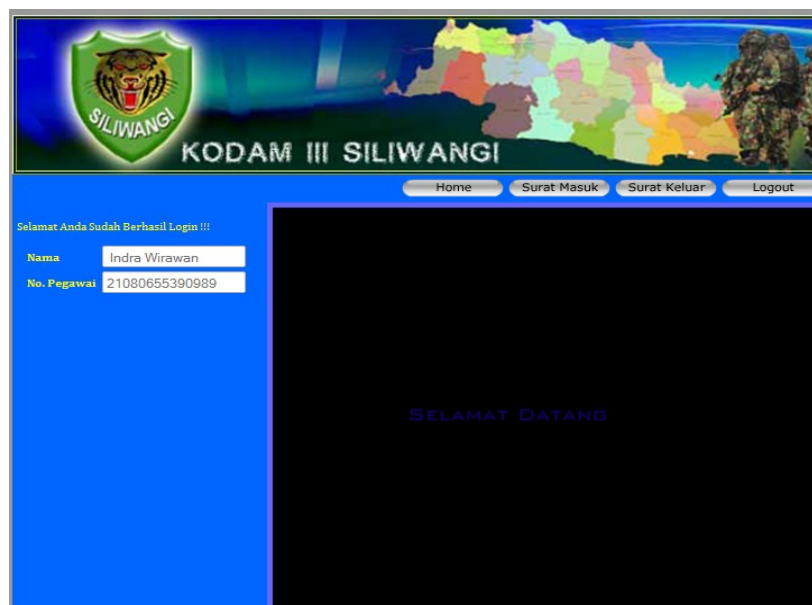 SILIWANGI
KODAM III SILIWANGI
Home Surat Masuk Surat Keluar Logout
Selamat Anda Sudah Berhasil Login !!!
Nama Indra Wirawan
No. Pegawai 21080655390989
SELAMAT DATANG